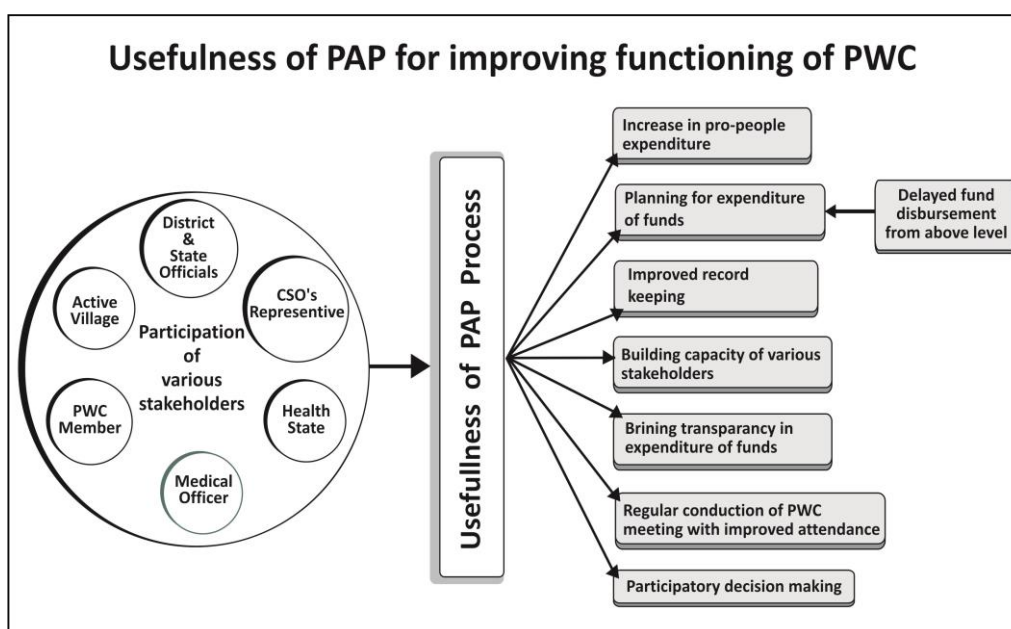 Usefulness of PAP for improving functioning of PWC
District
&
State
Officials
Active
Village
CSO's
Representive
Participation
of
various
stakeholders
PWC
Member
Health
State
Medical
Officer
Usefullness of PAP Process
Increase in pro-people
expenditure
Planning for expenditure
of funds
Delayed fund
disbursement
from above level
Improved record
keeping
Building capacity of various
stakeholders
Brining transparancy in
expenditure of funds
Regular conduction of PWC
meeting with improved attendance
Participatory decision making